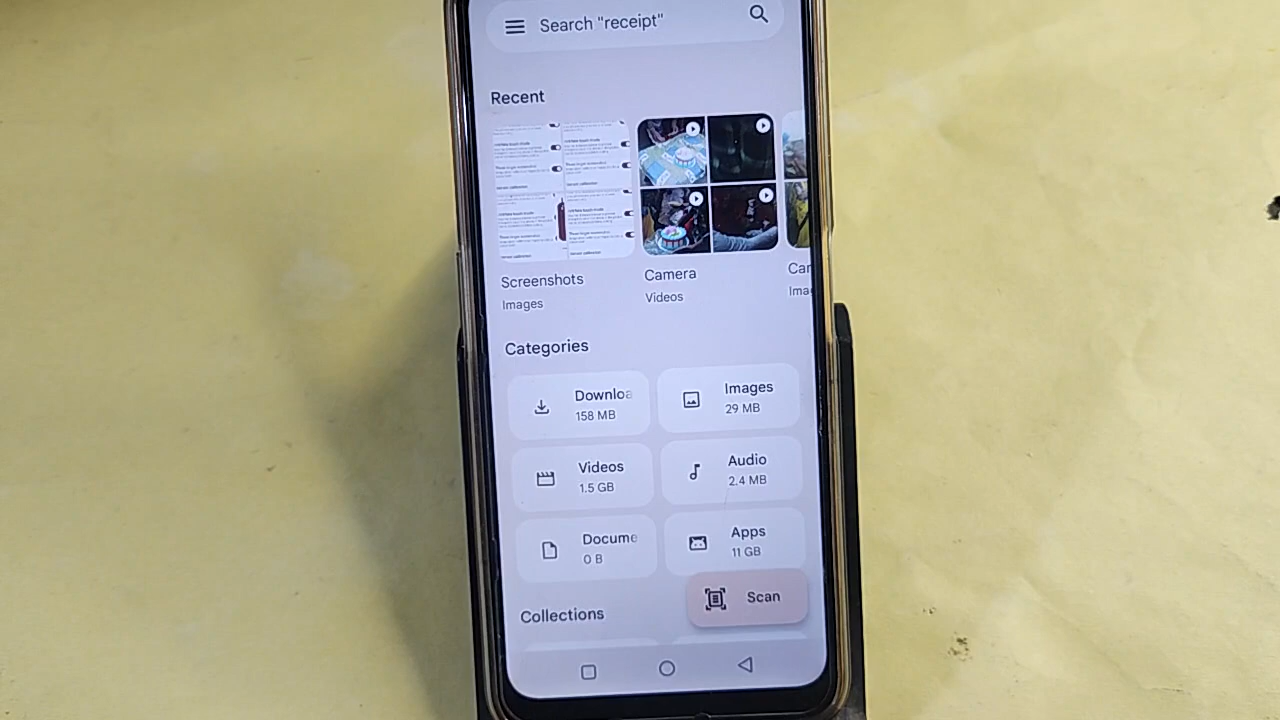 Search "receipt"
Recent
Screenshots
Images
Camera
Videos
Categories
Downloa
158 MB
Images
29 MB
Videos
1.5 GB
Audio
2.4 MB
Docume
0 B
Apps
11 GB
Scan
Collections